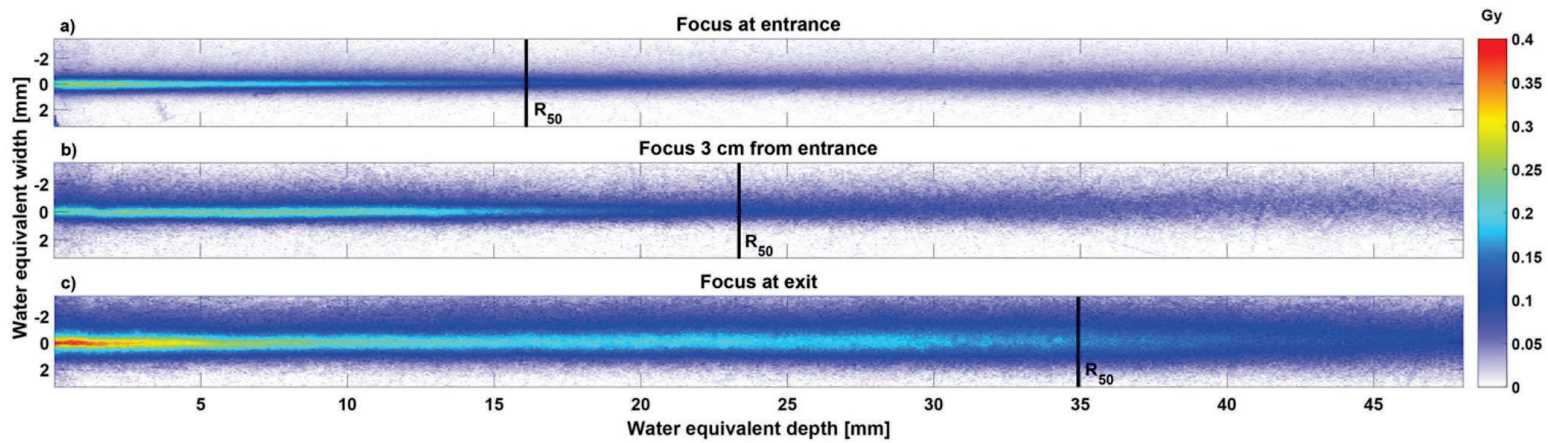 a)
Focus at entrance
Gy
-2
0
2
R50
b)
Focus 3 cm from entrance
-2
0
2
R50
c)
Focus at exit
-2
0
2
R50
Water equivalent width [mm]
5 10 15 20 25 30 35 40 45
Water equivalent depth [mm]
0.4
0.35
0.3
0.25
0.2
0.15
0.1
0.05
0